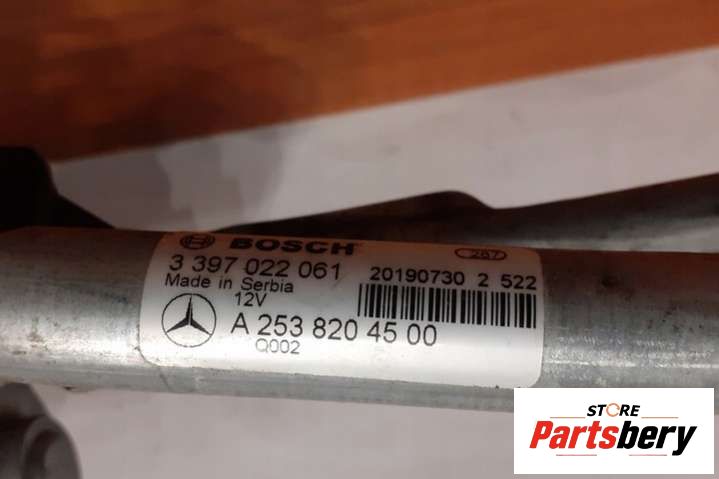 BOSCH 287
3 397 022 061 20190730 2 522
Made in Serbia
12V
A 253 820 45 00
Q002
STORE
Partsbery